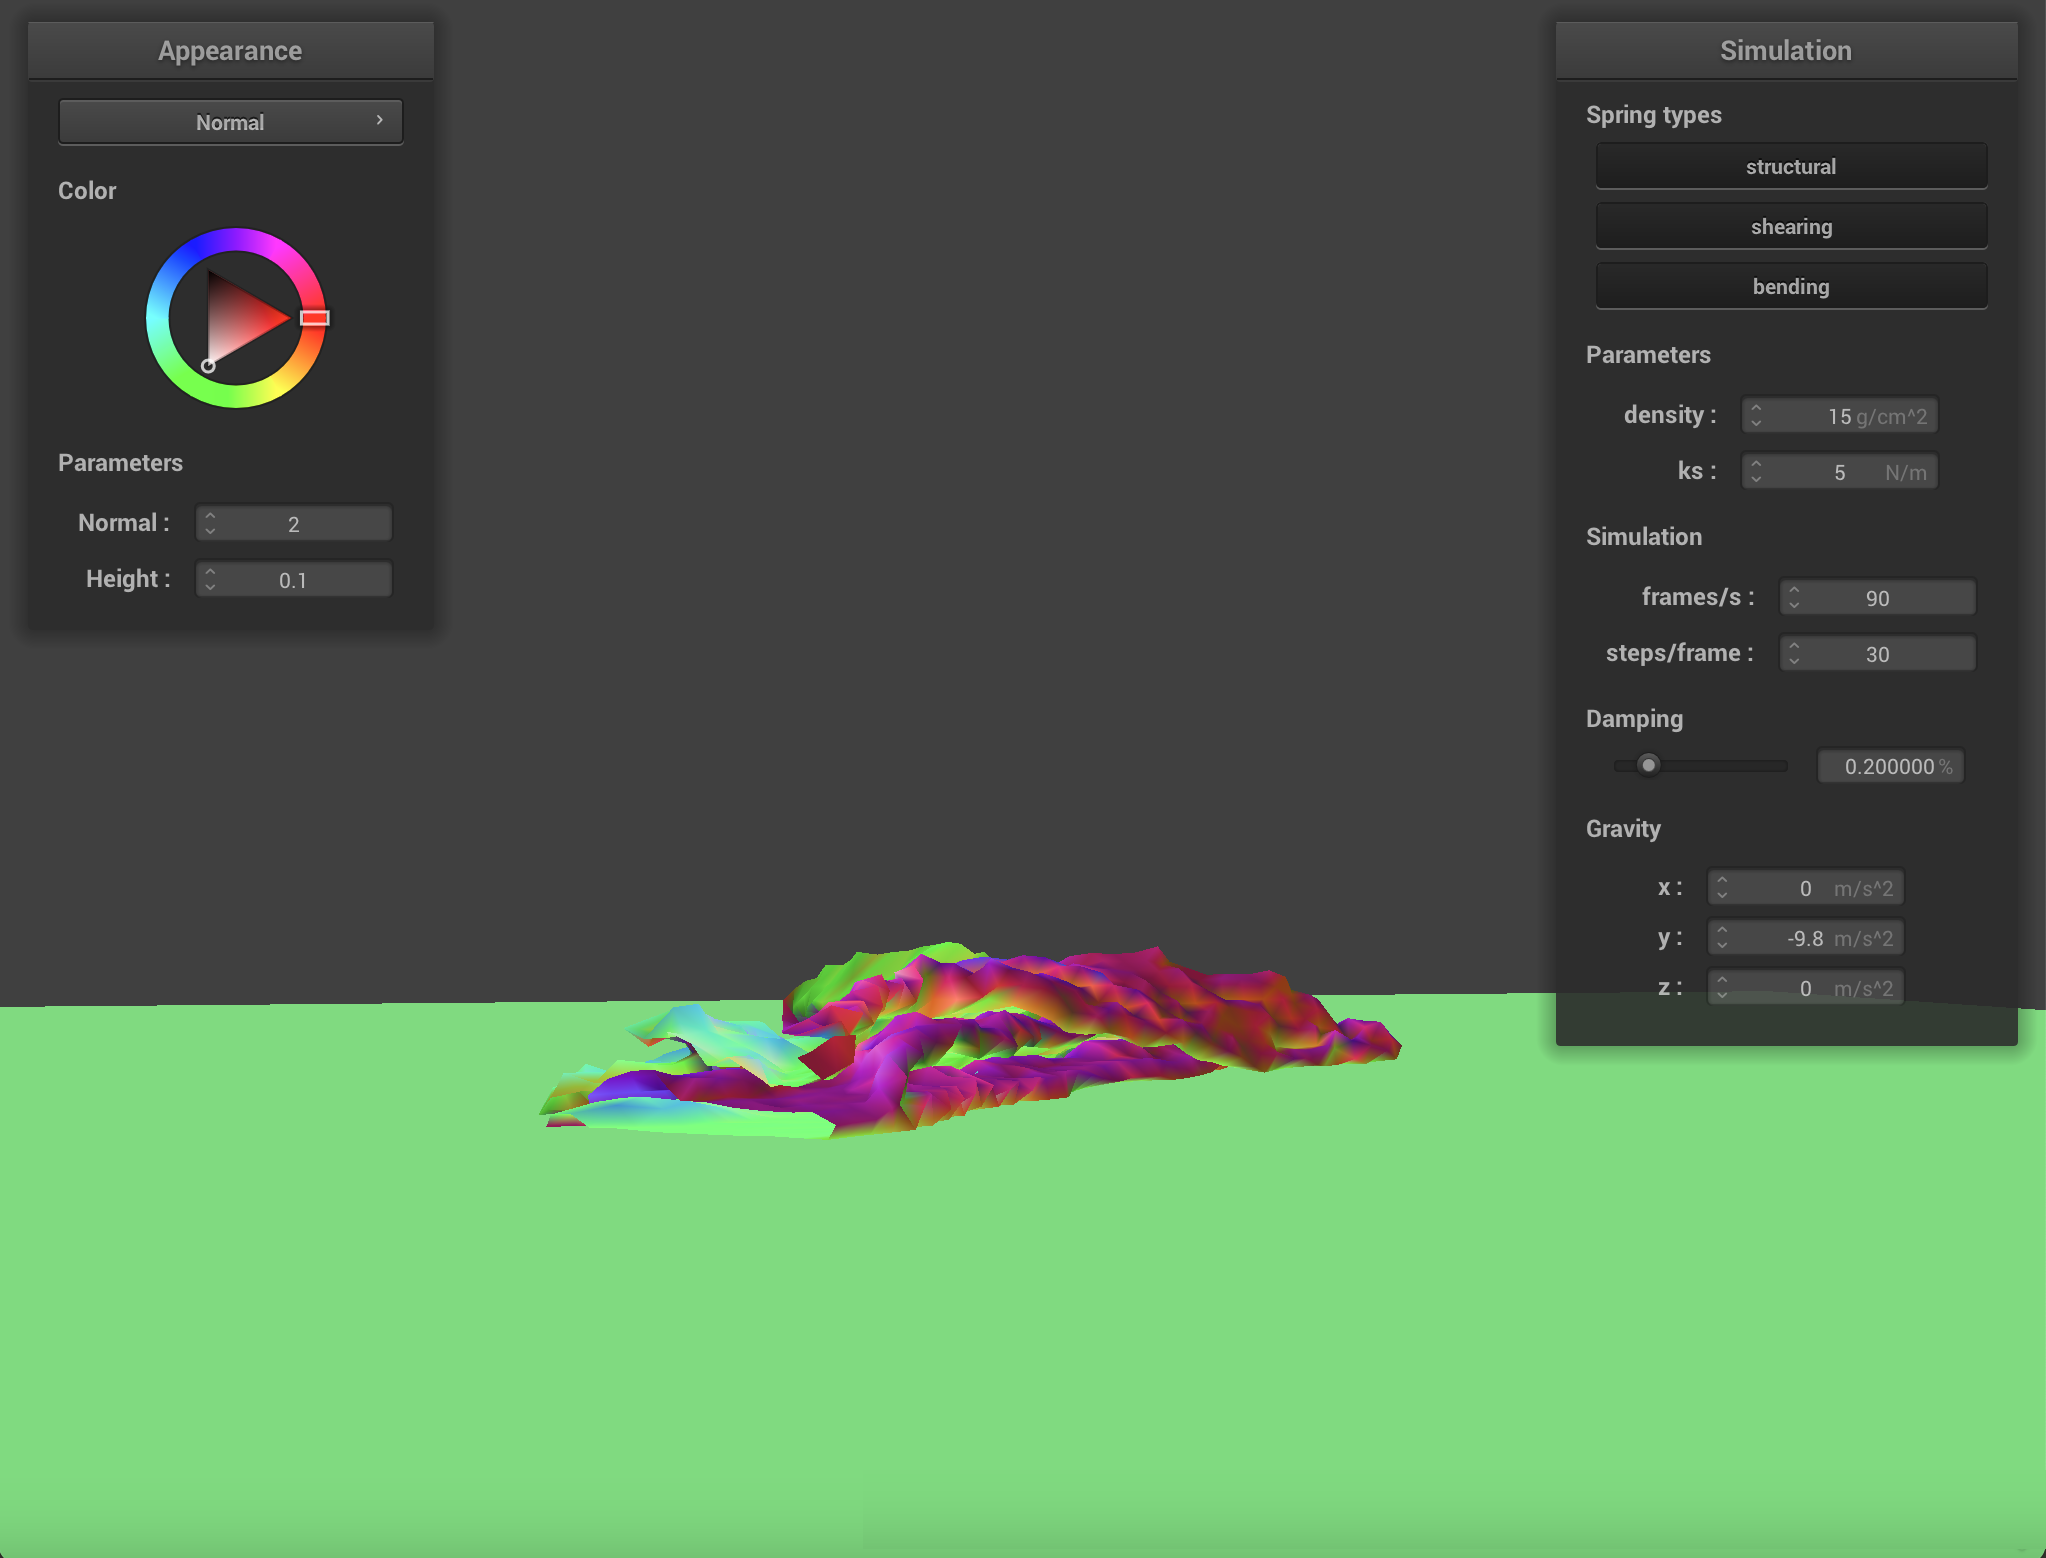 Appearance
Normal
Color
Parameters
Normal : 2
Height : 0.1
Simulation
Spring types
structural
shearing
bending
Parameters
density : 15 g/cm^2
ks : 5 N/m
Simulation
frames/s : 90
steps/frame : 30
Damping
0.200000 %
Gravity
x : 0 m/s^2
y : -9.8 m/s^2
z : 0 m/s^2